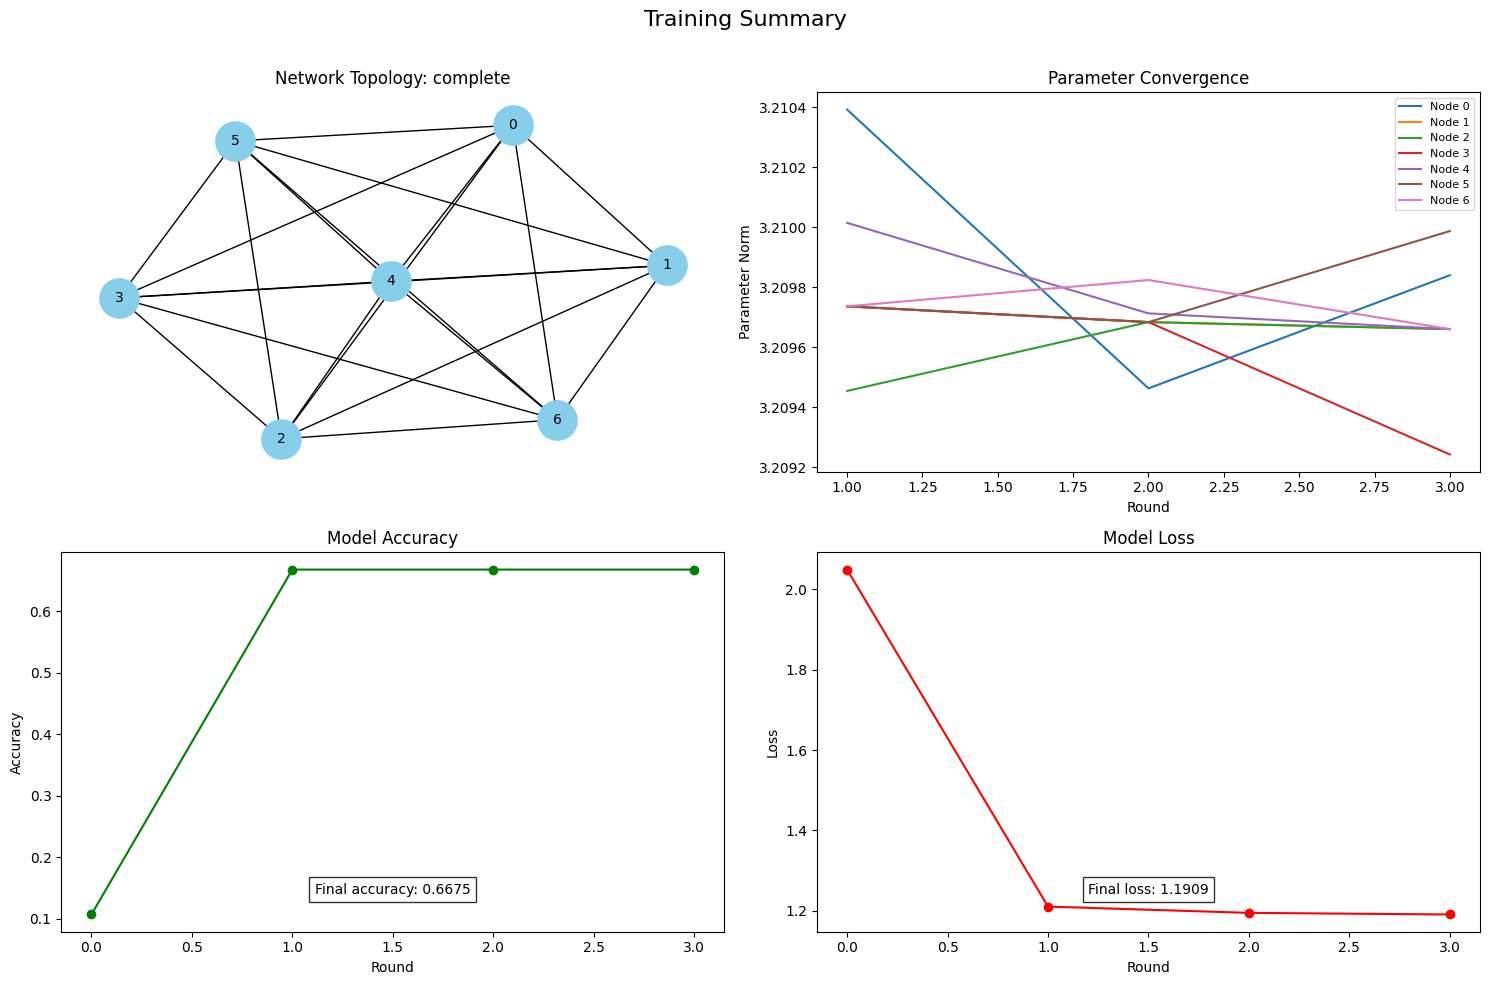 Training Summary
Network Topology: complete
0
5
1
4
3
6
2
Parameter Convergence
Parameter Norm
3.2104
3.2102
3.2100
3.2098
3.2096
3.2094
3.2092
Node 0
Node 1
Node 2
Node 3
Node 4
Node 5
Node 6
1.00 1.25 1.50 1.75 2.00 2.25 2.50 2.75 3.00
Round
Model Accuracy
Accuracy
0.6
0.5
0.4
0.3
0.2
0.1
Final accuracy: 0.6675
0.0 0.5 1.0 1.5 2.0 2.5 3.0
Round
Model Loss
Loss
2.0
1.8
1.6
1.4
1.2
Final loss: 1.1909
0.0 0.5 1.0 1.5 2.0 2.5 3.0
Round